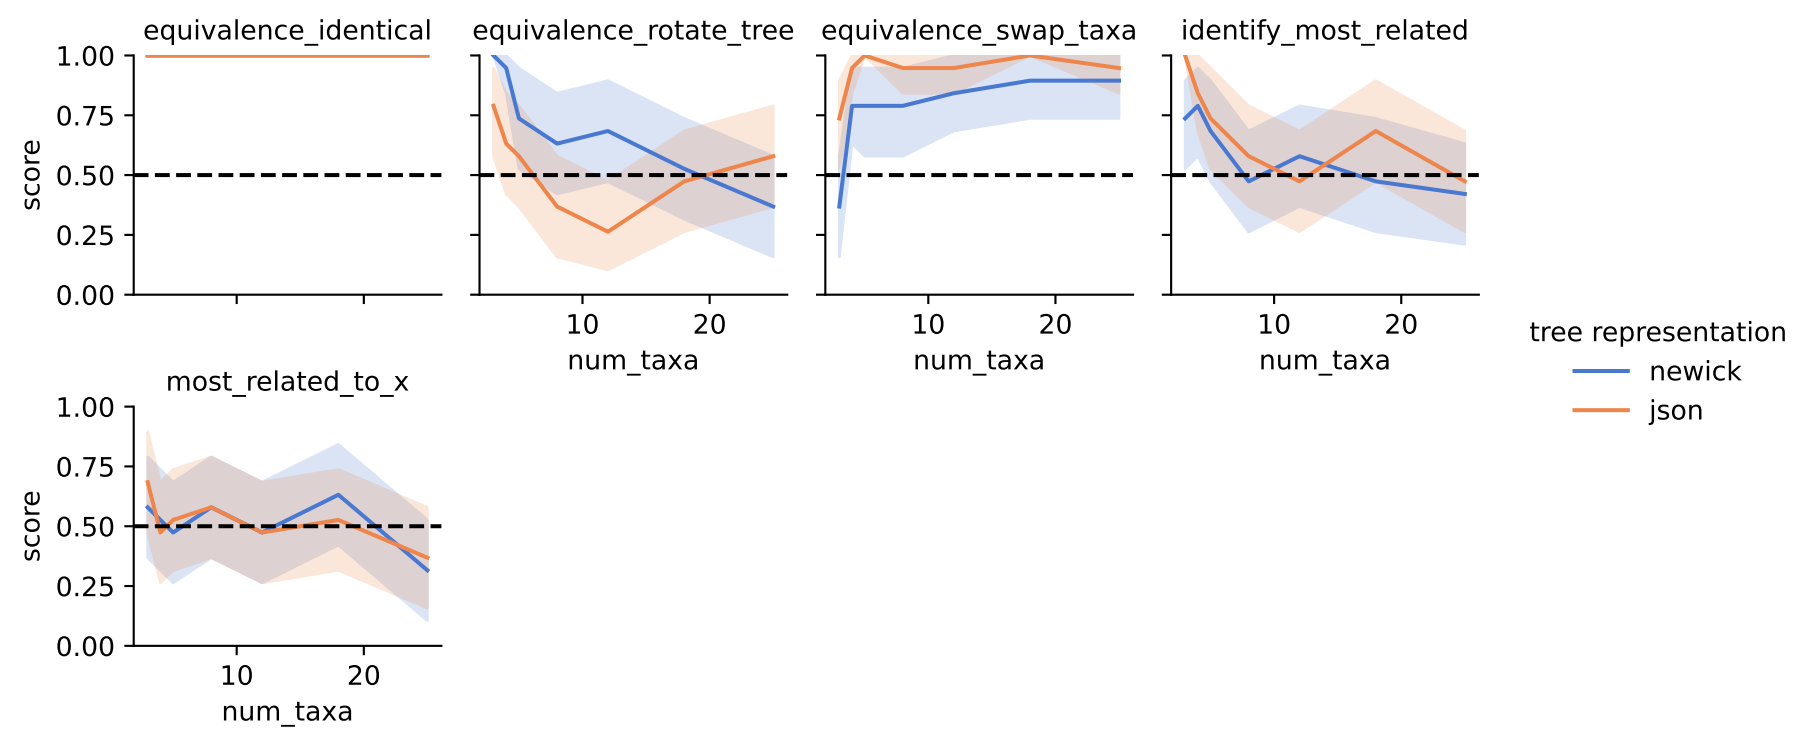 equivalence_identical
equivalence_rotate_tree
equivalence_swap_taxa
identify_most_related
1.00
0.75
0.50
0.25
0.00
score
10
20
num_taxa
10
20
num_taxa
10
20
num_taxa
tree representation
newick
json
most_related_to_x
1.00
0.75
0.50
0.25
0.00
score
10
20
num_taxa